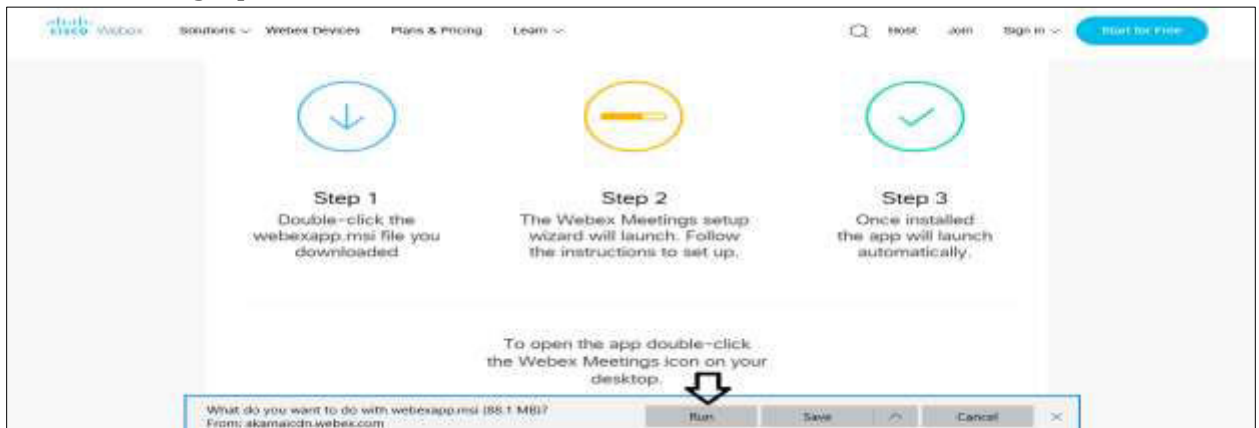 cisco Webex Solutions Webex Devices Plans & Pricing Learn Host Join Sign in Start for Free
Step 1
Double-click the
webexapp.msi file you
downloaded
Step 2
The Webex Meetings setup
wizard will launch. Follow
the instructions to set up.
Step 3
Once installed
the app will launch
automatically.
To open the app double-click
the Webex Meetings icon on your
desktop.
What do you want to do with webexapp.msi (88.1 MB)?
From: akamaicdn.webex.com
Run Save Cancel